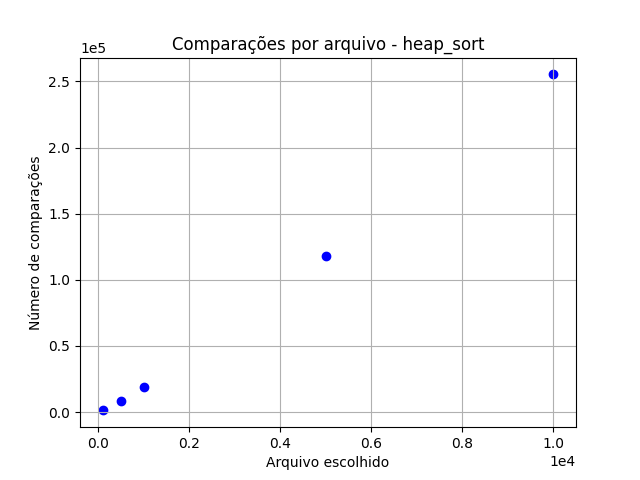 Comparações por arquivo - heap_sort
1e5
2.5
2.0
1.5
1.0
0.5
0.0
Número de comparações
0.0 0.2 0.4 0.6 0.8 1.0
1e4
Arquivo escolhido